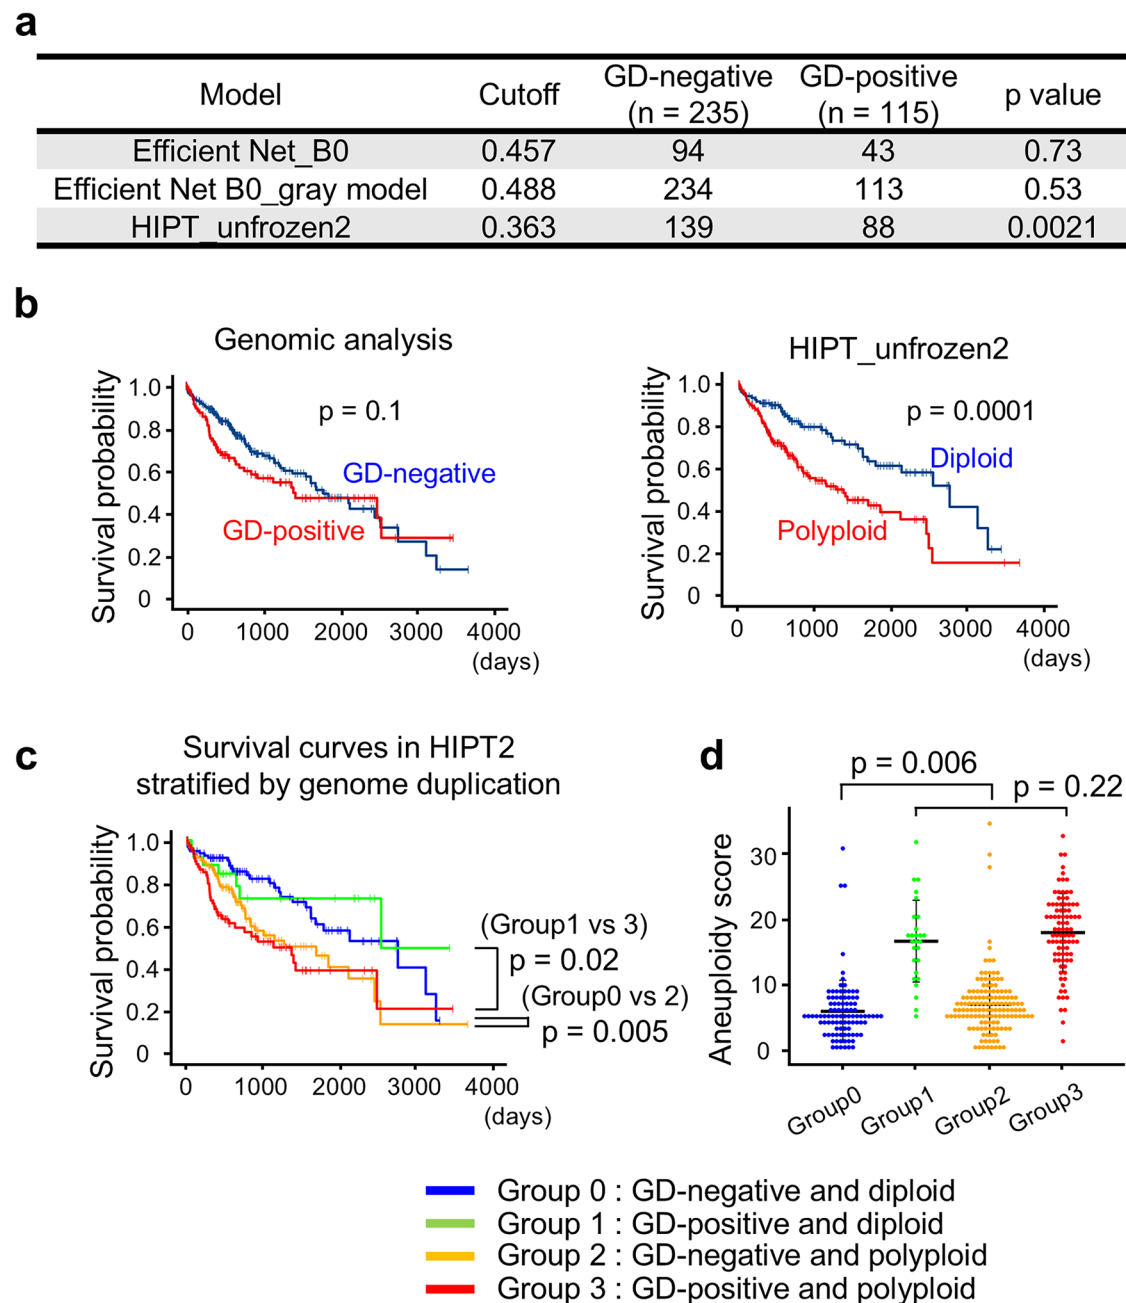 a
Model Cutoff GD-negative (n = 235) GD-positive (n = 115) p value
Efficient Net_B0 0.457 94 43 0.73
Efficient Net B0_gray model 0.488 234 113 0.53
HIPT_unfrozen2 0.363 139 88 0.0021
b
Genomic analysis
Survival probability
1.0
0.8
0.6
0.4
0.2
0
p = 0.1
GD-negative
GD-positive
0 1000 2000 3000 4000
(days)
HIPT_unfrozen2
Survival probability
1.0
0.8
0.6
0.4
0.2
0
p = 0.0001
Diploid
Polyploid
0 1000 2000 3000 4000
(days)
c
Survival curves in HIPT2
stratified by genome duplication
Survival probability
1.0
0.8
0.6
0.4
0.2
0
(Group1 vs 3)
p = 0.02
(Group0 vs 2)
p = 0.005
0 1000 2000 3000 4000
(days)
d
p = 0.006
p = 0.22
Aneuploidy score
30
20
10
0
Group0 Group1 Group2 Group3
Group 0 : GD-negative and diploid
Group 1 : GD-positive and diploid
Group 2 : GD-negative and polyploid
Group 3 : GD-positive and polyploid